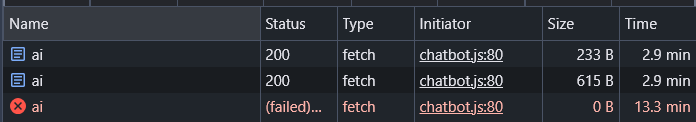 Name Status Type Initiator Size Time
ai 200 fetch chatbot.js:80 233 B 2.9 min
ai 200 fetch chatbot.js:80 615 B 2.9 min
ai (failed)... fetch chatbot.js:80 0 B 13.3 min